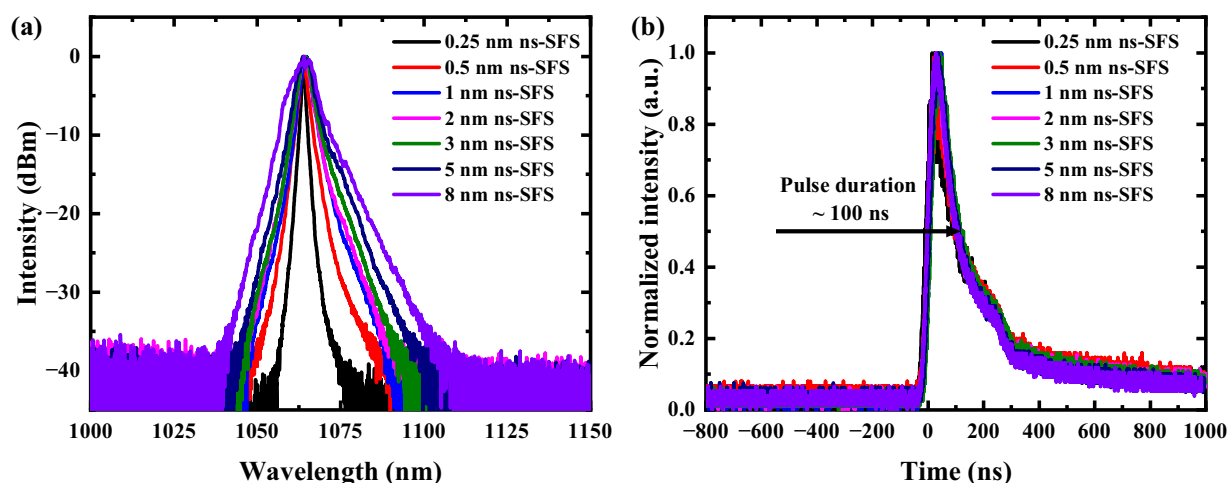 (a)
0
−10
−20
−30
−40
Intensity (dBm)
0.25 nm ns-SFS
0.5 nm ns-SFS
1 nm ns-SFS
2 nm ns-SFS
3 nm ns-SFS
5 nm ns-SFS
8 nm ns-SFS
1000 1025 1050 1075 1100 1125 1150
Wavelength (nm)
(b)
1.0
0.8
0.6
0.4
0.2
0.0
Normalized intensity (a.u.)
0.25 nm ns-SFS
0.5 nm ns-SFS
1 nm ns-SFS
2 nm ns-SFS
3 nm ns-SFS
5 nm ns-SFS
8 nm ns-SFS
Pulse duration
~ 100 ns
−800 −600 −400 −200 0 200 400 600 800 1000
Time (ns)